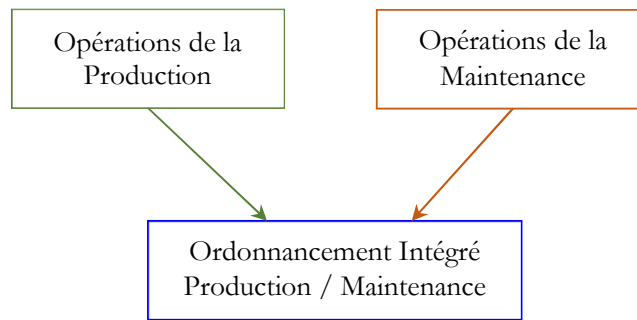 Opérations de la
Production
Opérations de la
Maintenance
Ordonnancement Intégré
Production / Maintenance